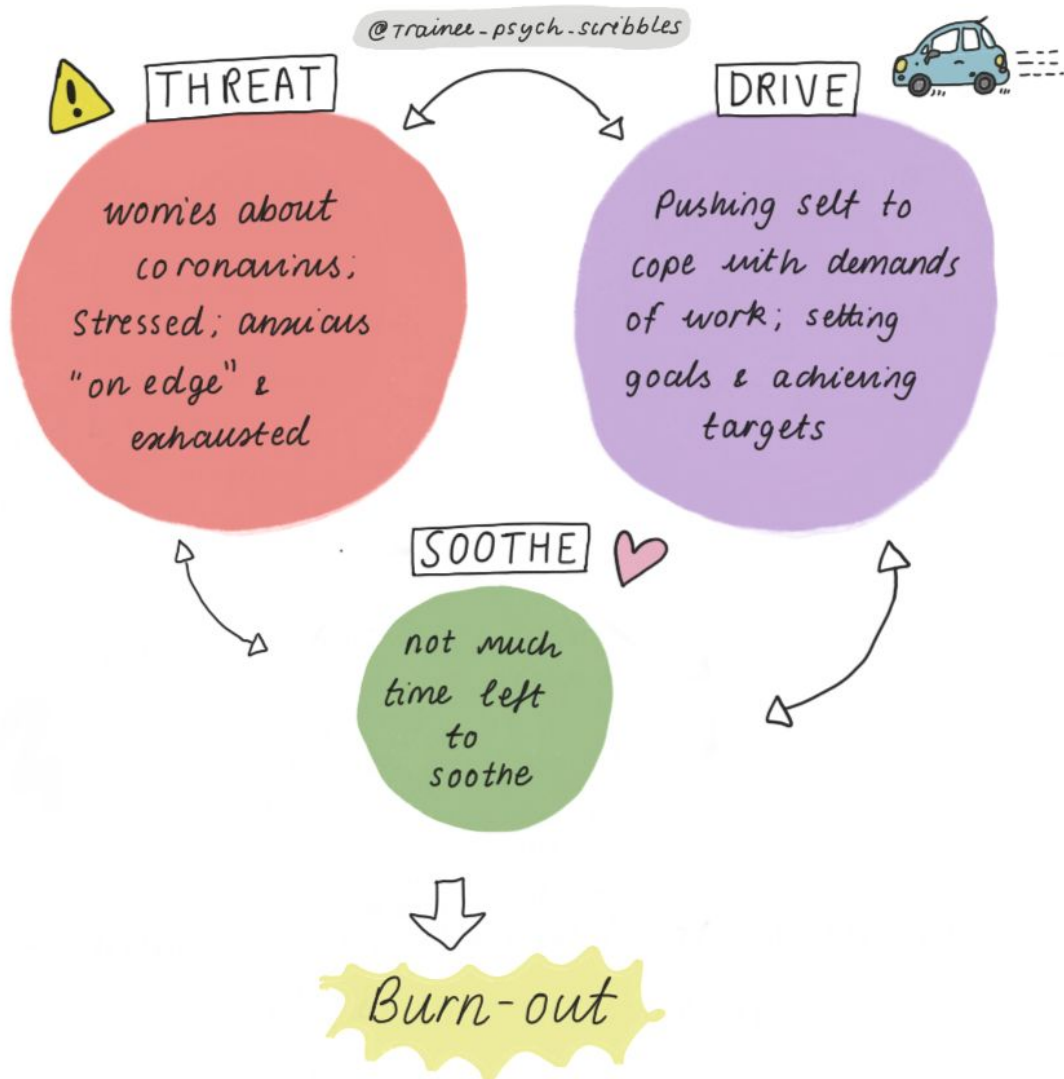 @Trainee_psych_scribbles
THREAT
worries about
coronavirus;
Stressed; anxious
"on edge" &
exhausted
DRIVE
Pushing self to
cope with demands
of work; setting
goals & achieving
targets
SOOTHE
not much
time left
to
soothe
Burn-out